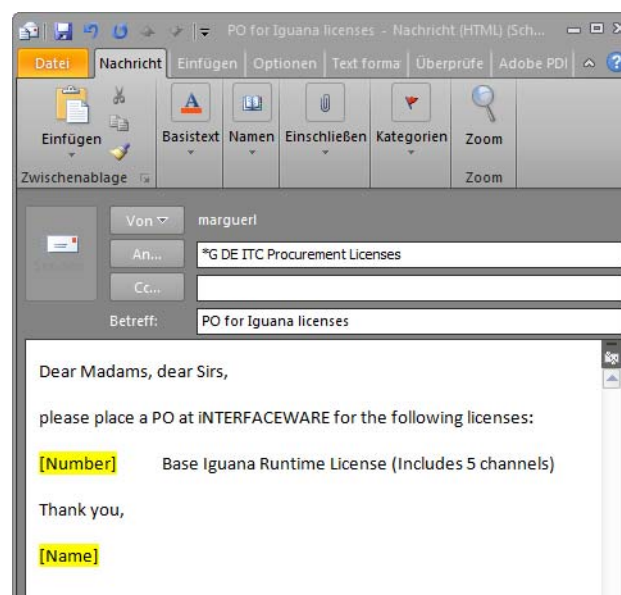 PO for Iguana licenses - Nachricht (HTML) (Sch...
Datei Nachricht Einfügen Optionen Text forma Überprüfe Adobe PDI
Einfügen Basistext Namen Einschließen Kategorien Zoom
Zwischenablage Zoom
Von marguerl
An... *G DE ITC Procurement Licenses
Cc...
Betreff: PO for Iguana licenses
Dear Madams, dear Sirs,
please place a PO at iNTERFACEWARE for the following licenses:
[Number] Base Iguana Runtime License (Includes 5 channels)
Thank you,
[Name]